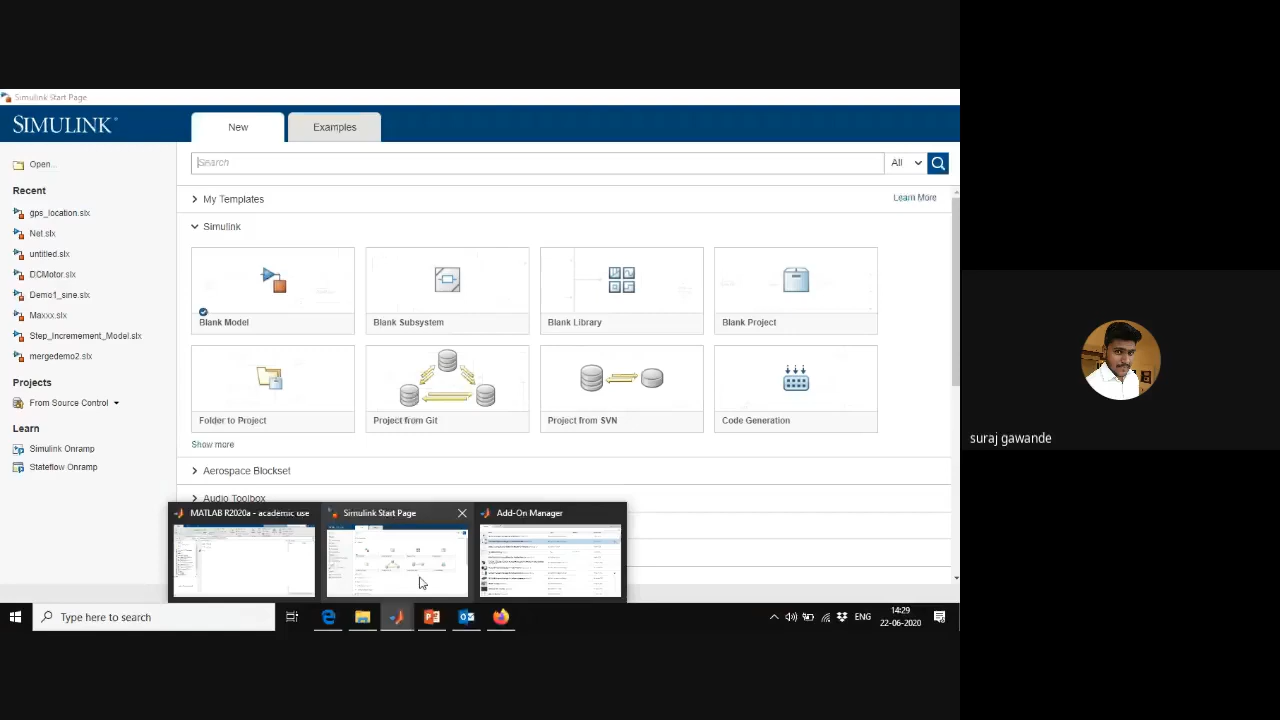 Simulink Start Page
SIMULINK®
New
Examples
Open...
Search
All
Recent
My Templates
Learn More
gps_location.slx
Simulink
Net.slx
untitled.slx
DCMotor.slx
Demo1_sine.slx
Maxxx.slx
Blank Model
Blank Subsystem
Blank Library
Blank Project
Step_Incremement_Model.slx
mergedemo2.slx
Projects
From Source Control
Folder to Project
Project from Git
Project from SVN
Code Generation
Learn
Simulink Onramp
Show more
Stateflow Onramp
Aerospace Blockset
Audio Toolbox
MATLAB R2020a - academic use
Simulink Start Page
Add-On Manager
Type here to search
ENG
14:29
22-06-2020
suraj gawande